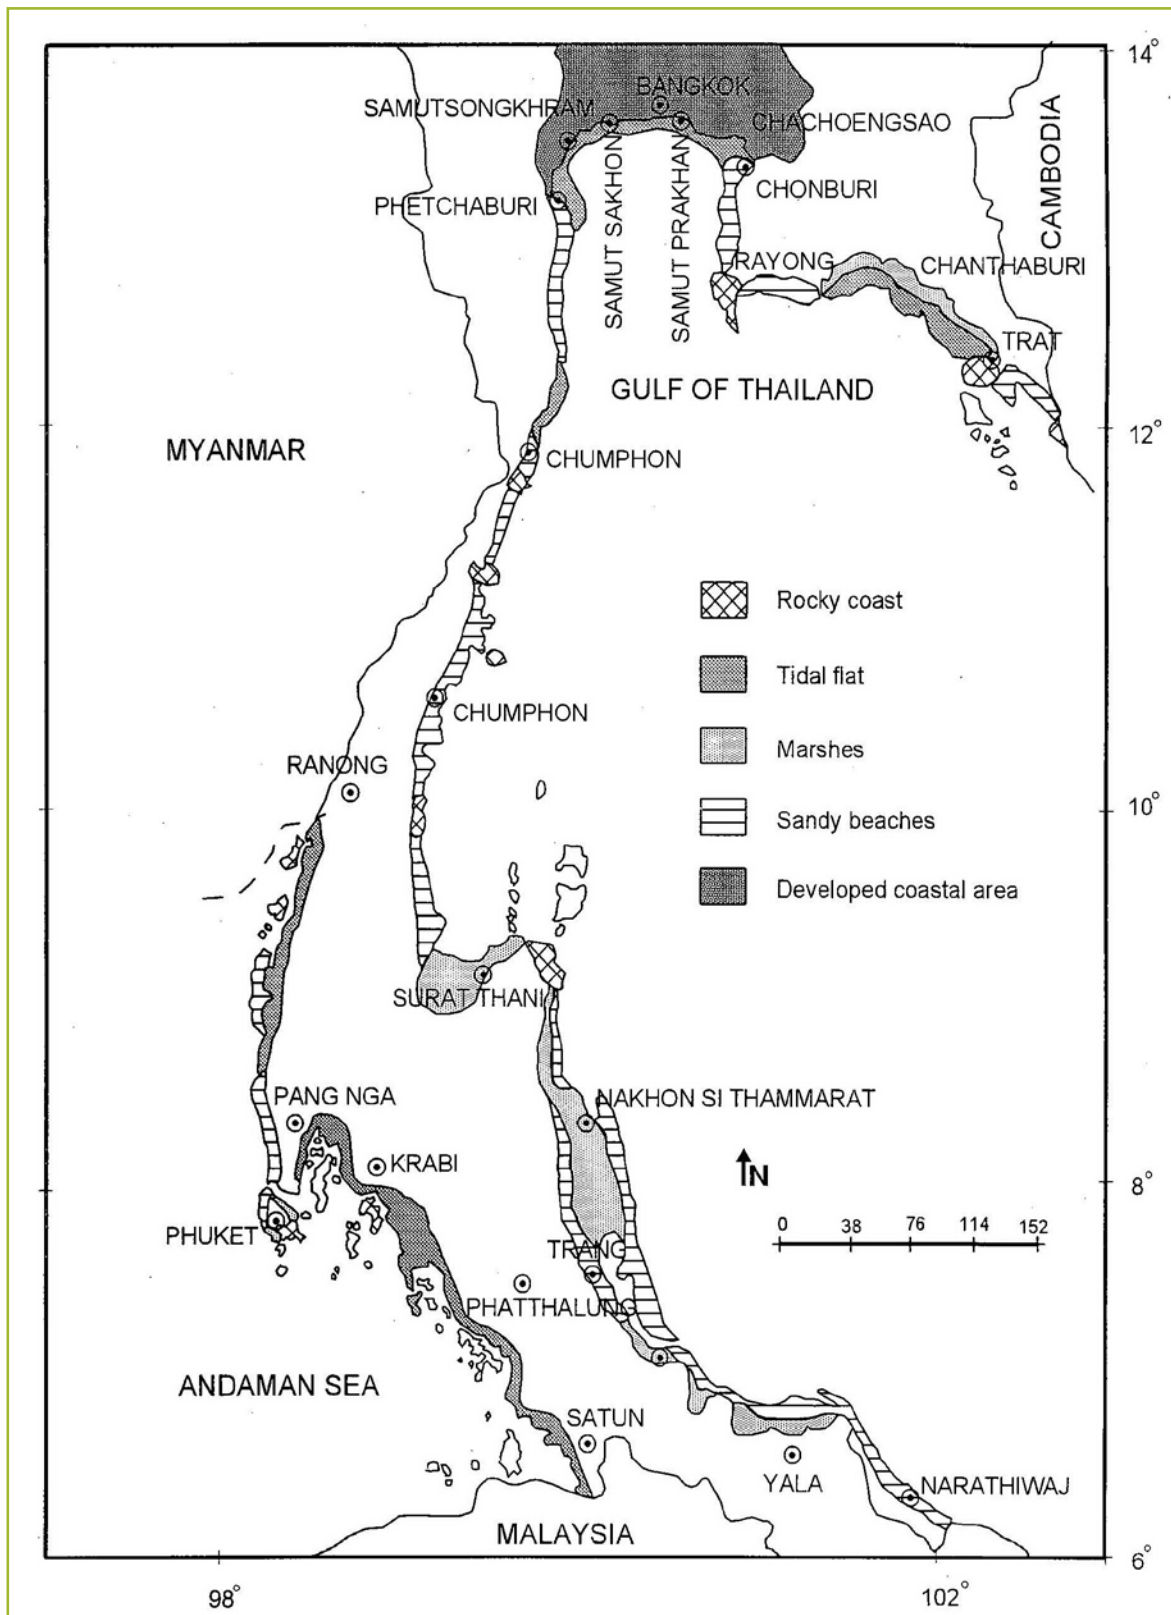 14°
BANGKOK
SAMUTSONGKHRAM
CHACHOENGSAO
CAMBODIA
CHONBURI
PHETCHABURI
SAMUT SAKHON
SAMUT PRAKHAN
RAYONG
CHANTHABURI
TRAT
GULF OF THAILAND
12°
MYANMAR
CHUMPHON
Rocky coast
Tidal flat
CHUMPHON
Marshes
RANONG
10°
Sandy beaches
Developed coastal area
SURAT THANI
PANG NGA
NAKHON SI THAMMARAT
KRABI
N
8°
PHUKET
0 38 76 114 152
TRANG
PHATTHALUNG
ANDAMAN SEA
SATUN
YALA
NARATHIWAJ
MALAYSIA
6°
98°
102°